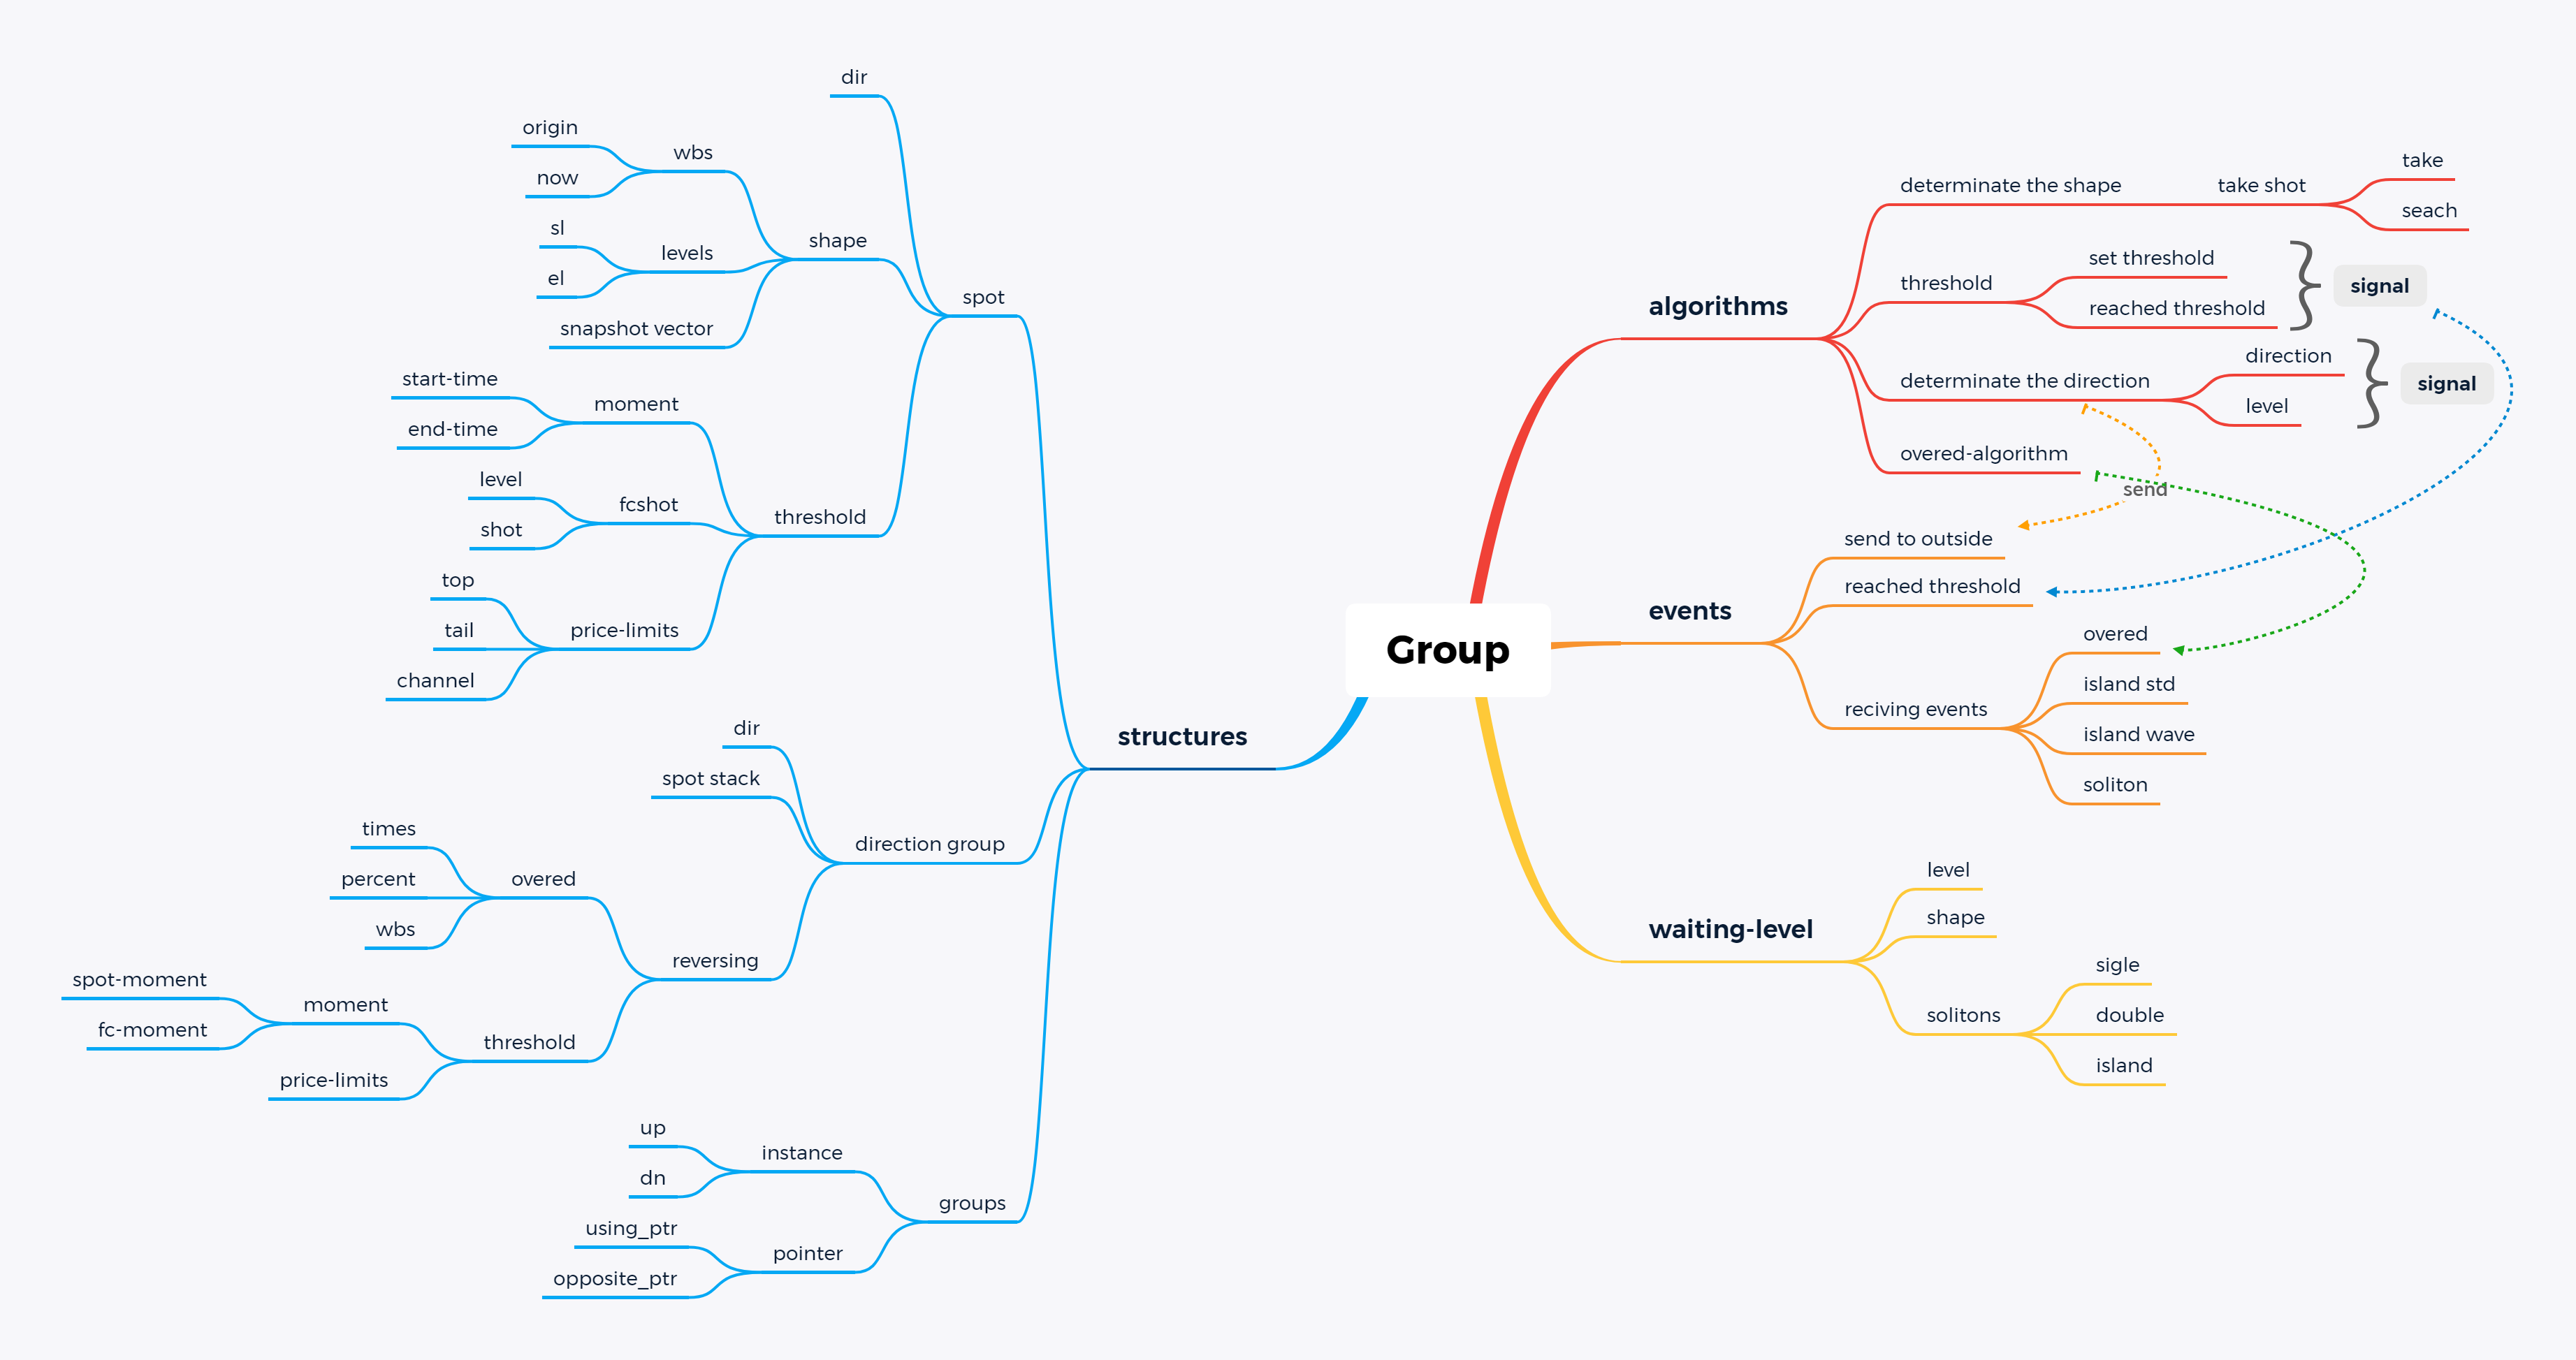 Group
algorithms
determinate the shape
take shot
take
seach
threshold
set threshold
reached threshold
signal
determinate the direction
direction
level
signal
overed-algorithm
send
events
send to outside
reached threshold
reciving events
overed
island std
island wave
soliton
waiting-level
level
shape
solitons
sigle
double
island
structures
spot
dir
shape
wbs
origin
now
levels
sl
el
snapshot vector
threshold
moment
start-time
end-time
fcshot
level
shot
price-limits
top
tail
channel
direction group
dir
spot stack
reversing
overed
times
percent
wbs
threshold
moment
spot-moment
fc-moment
price-limits
groups
instance
up
dn
pointer
using_ptr
opposite_ptr